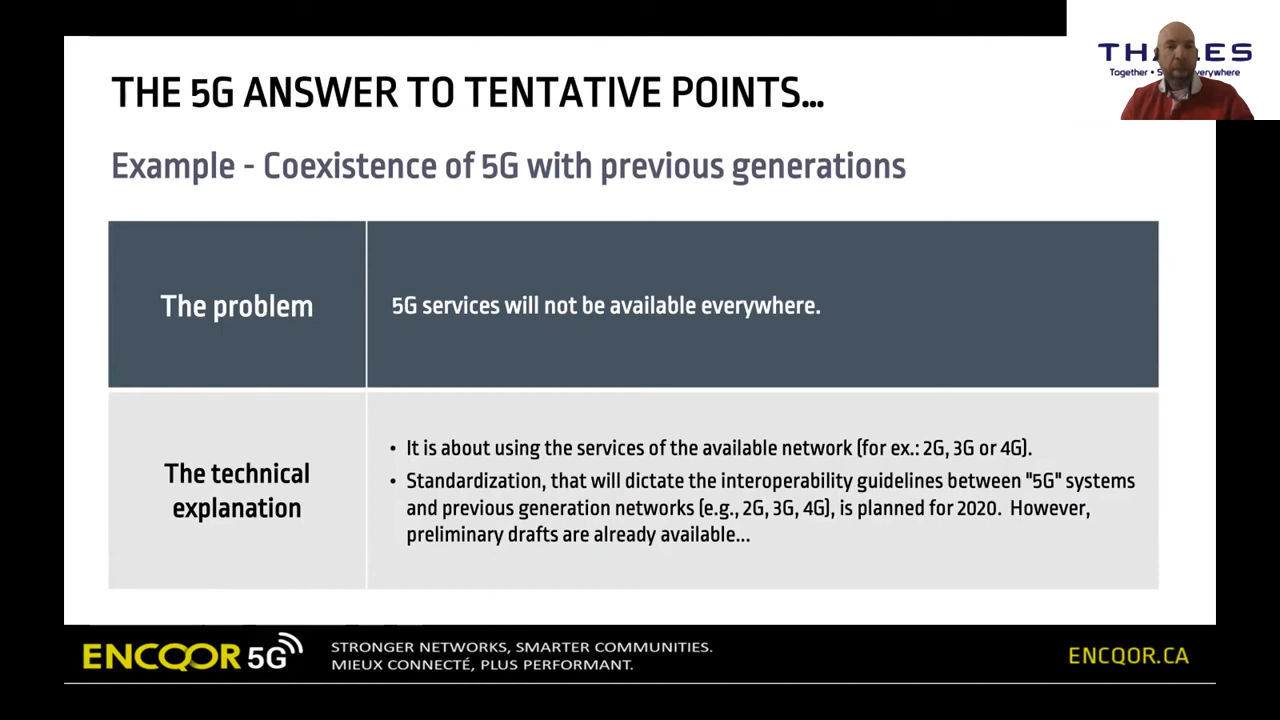 THE 5G ANSWER TO TENTATIVE POINTS...
Example - Coexistence of 5G with previous generations
The problem
5G services will not be available everywhere.
The technical
explanation
• It is about using the services of the available network (for ex.: 2G, 3G or 4G).
• Standardization, that will dictate the interoperability guidelines between "5G" systems
and previous generation networks (e.g., 2G, 3G, 4G), is planned for 2020. However,
preliminary drafts are already available...
ENCQOR 5G
STRONGER NETWORKS, SMARTER COMMUNITIES.
MIEUX CONNECTÉ, PLUS PERFORMANT.
ENCQOR.CA
Together •